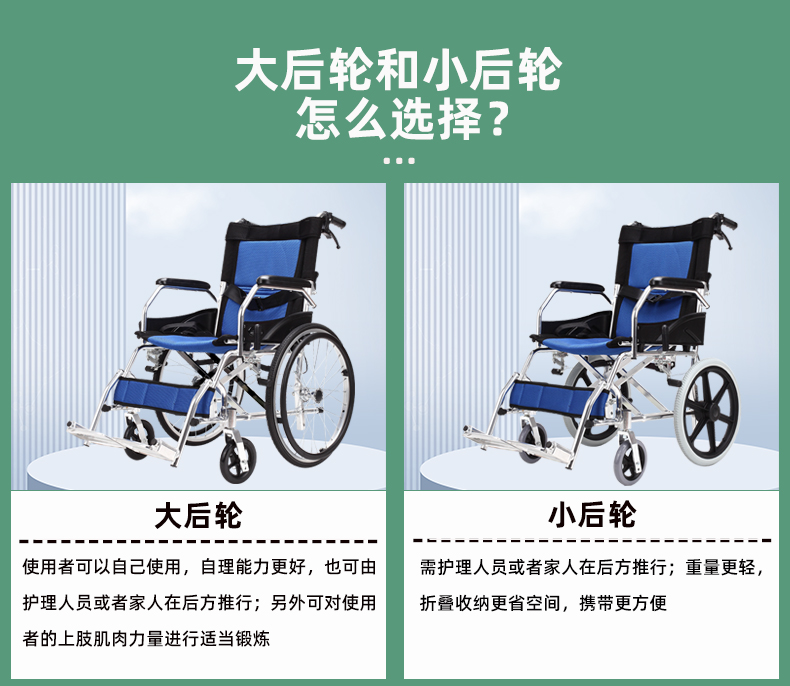 大后轮和小后轮
怎么选择？
大后轮
使用者可以自己使用，自理能力更好，也可由
护理人员或者家人在后方推行；另外可对使用
者的上肢肌肉力量进行适当锻炼
小后轮
需护理人员或者家人在后方推行；重量更轻，
折叠收纳更省空间，携带更方便